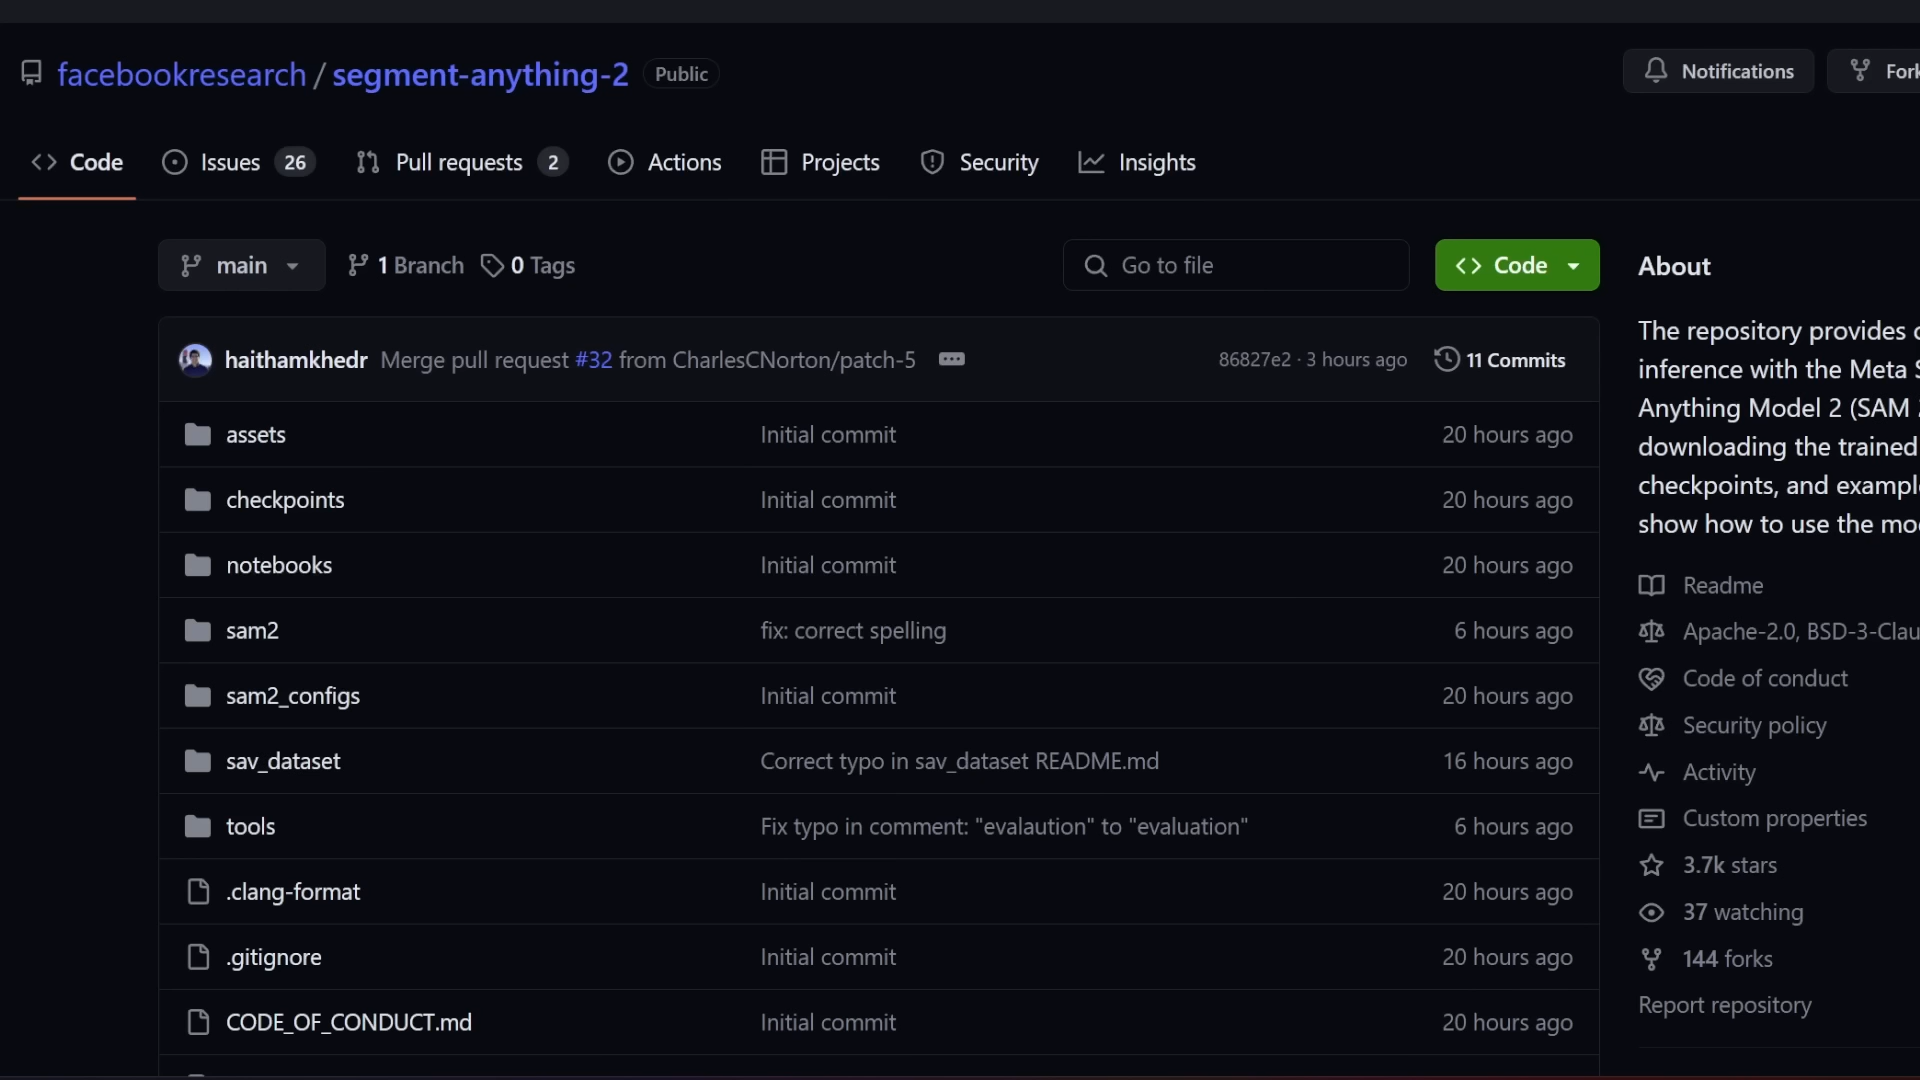 facebookresearch / segment-anything-2 Public
Notifications Fork
Code Issues 26 Pull requests 2 Actions Projects Security Insights
main 1 Branch 0 Tags Go to file Code
haithamkhedr Merge pull request #32 from CharlesCNorton/patch-5 86827e2 · 3 hours ago 11 Commits
assets Initial commit 20 hours ago
checkpoints Initial commit 20 hours ago
notebooks Initial commit 20 hours ago
sam2 fix: correct spelling 6 hours ago
sam2_configs Initial commit 20 hours ago
sav_dataset Correct typo in sav_dataset README.md 16 hours ago
tools Fix typo in comment: "evalaution" to "evaluation" 6 hours ago
.clang-format Initial commit 20 hours ago
.gitignore Initial commit 20 hours ago
CODE_OF_CONDUCT.md Initial commit 20 hours ago
About
The repository provides
inference with the Meta
Anything Model 2 (SAM
downloading the trained
checkpoints, and
show how to use the
Readme
Apache-2.0,
Code of conduct
Security policy
Activity
Custom properties
3.7k stars
37 watching
144 forks
Report repository